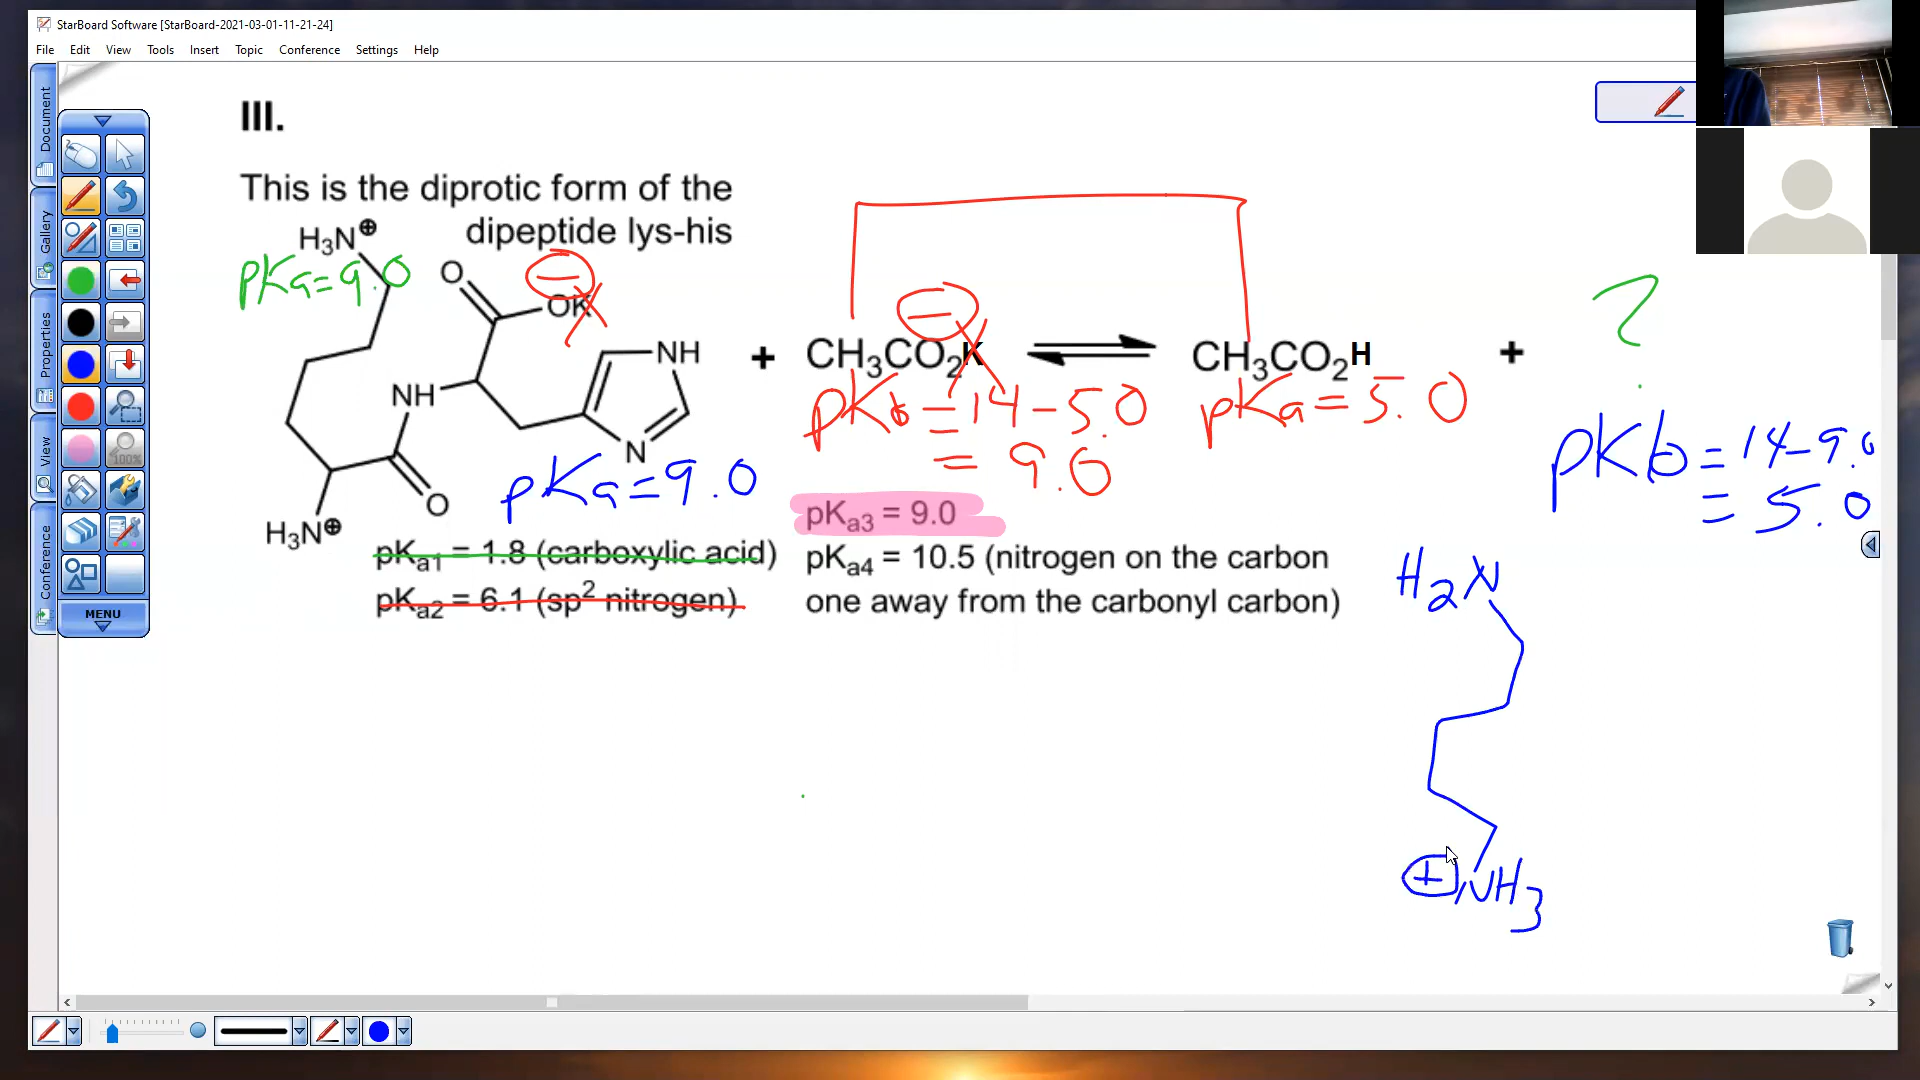 StarBoard Software [StarBoard-2021-03-01-11-21-24]
File Edit View Tools Insert Topic Conference Settings Help
Document
Gallery
Properties
View
Conference
100%
MENU
III.
This is the diprotic form of the
dipeptide lys-his
H₃N⊕
pKa=9.0
O
⊖
OK
NH
NH
N
O
H₃N⊕
pKa=9.0
+ CH₃CO₂K ⇌ CH₃CO₂H + ?
⊖
pKb=14-5.0
= 9.0
pKa=5.0
pKb=14-9.0
= 5.0
pKa1 = 1.8 (carboxylic acid)
pKa2 = 6.1 (sp² nitrogen)
pKa3 = 9.0
pKa4 = 10.5 (nitrogen on the carbon
one away from the carbonyl carbon)
H₂N
⊕NH₃